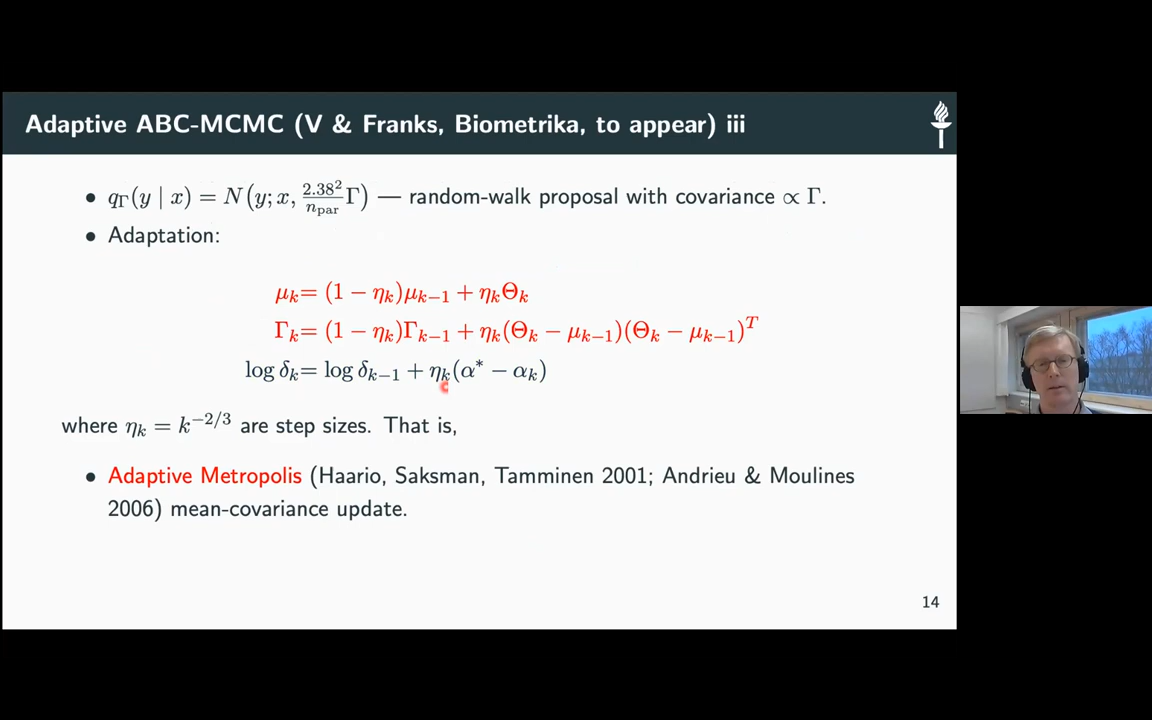 Adaptive ABC-MCMC (V & Franks, Biometrika, to appear) iii
• q_Γ(y | x) = N(y; x, 2.38²/n_par Γ) — random-walk proposal with covariance ∝ Γ.
• Adaptation:
μ_k= (1 − η_k)μ_{k−1} + η_kΘ_k
Γ_k= (1 − η_k)Γ_{k−1} + η_k(Θ_k − μ_{k−1})(Θ_k − μ_{k−1})^T
log δ_k= log δ_{k−1} + η_k(α* − α_k)
where η_k = k^{−2/3} are step sizes. That is,
• Adaptive Metropolis (Haario, Saksman, Tamminen 2001; Andrieu & Moulines
2006) mean-covariance update.
14